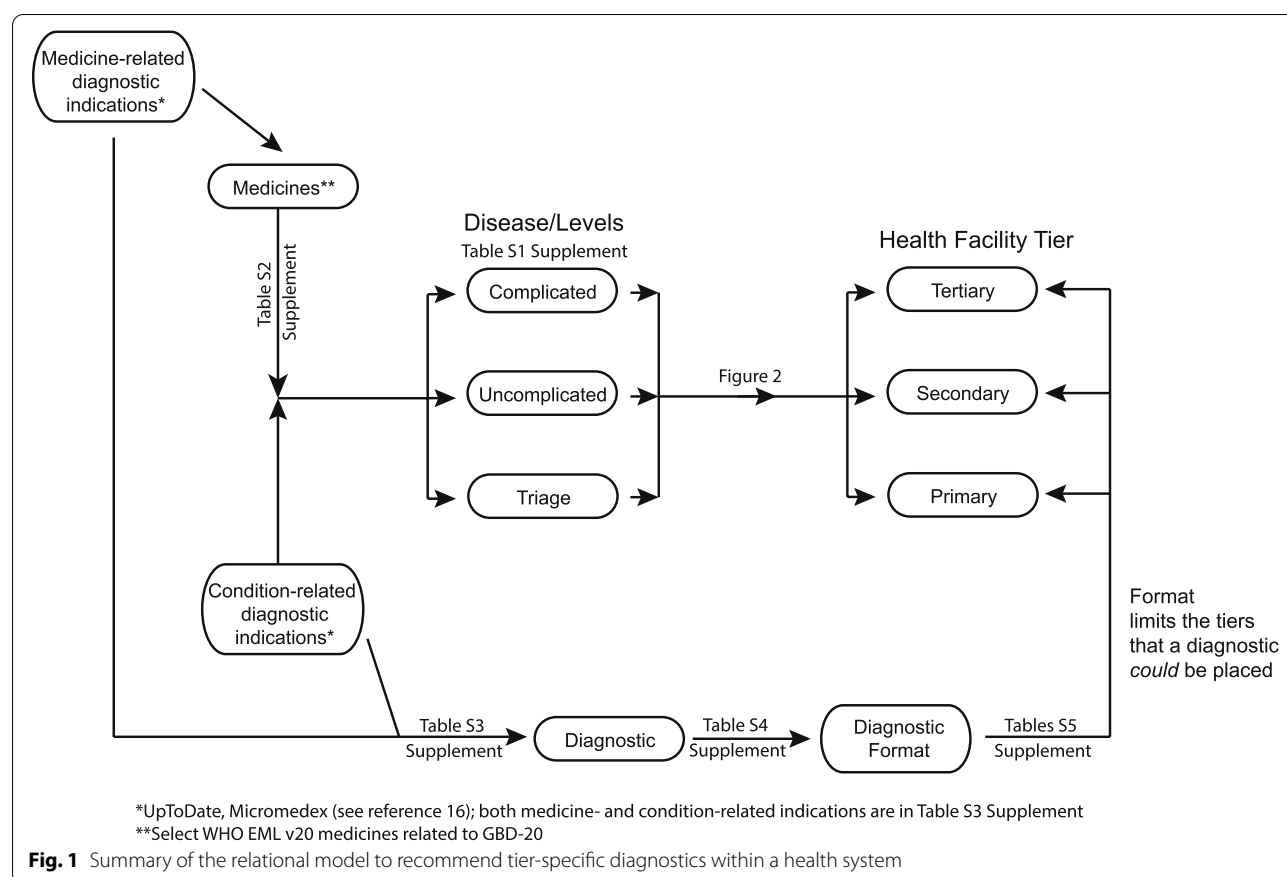 Medicine-related
diagnostic
indications*
Medicines**
Table S2
Supplement
Disease/Levels
Table S1 Supplement
Complicated
Uncomplicated
Triage
Figure 2
Health Facility Tier
Tertiary
Secondary
Primary
Condition-related
diagnostic
indications*
Format
limits the tiers
that a diagnostic
could be placed
Table S3
Supplement
Diagnostic
Table S4
Supplement
Diagnostic
Format
Tables S5
Supplement
*UpToDate, Micromedex (see reference 16); both medicine- and condition-related indications are in Table S3 Supplement
**Select WHO EML v20 medicines related to GBD-20
Fig. 1 Summary of the relational model to recommend tier-specific diagnostics within a health system